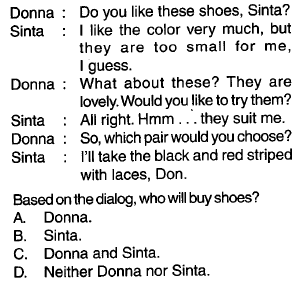 Donna : Do you like these shoes, Sinta?
Sinta : I like the color very much, but
they are too small for me,
I guess.
Donna : What about these? They are
lovely. Would you like to try them?
Sinta : All right. Hmm . . . they suit me.
Donna : So, which pair would you choose?
Sinta : I'll take the black and red striped
with laces, Don.
Based on the dialog, who will buy shoes?
A. Donna.
B. Sinta.
C. Donna and Sinta.
D. Neither Donna nor Sinta.